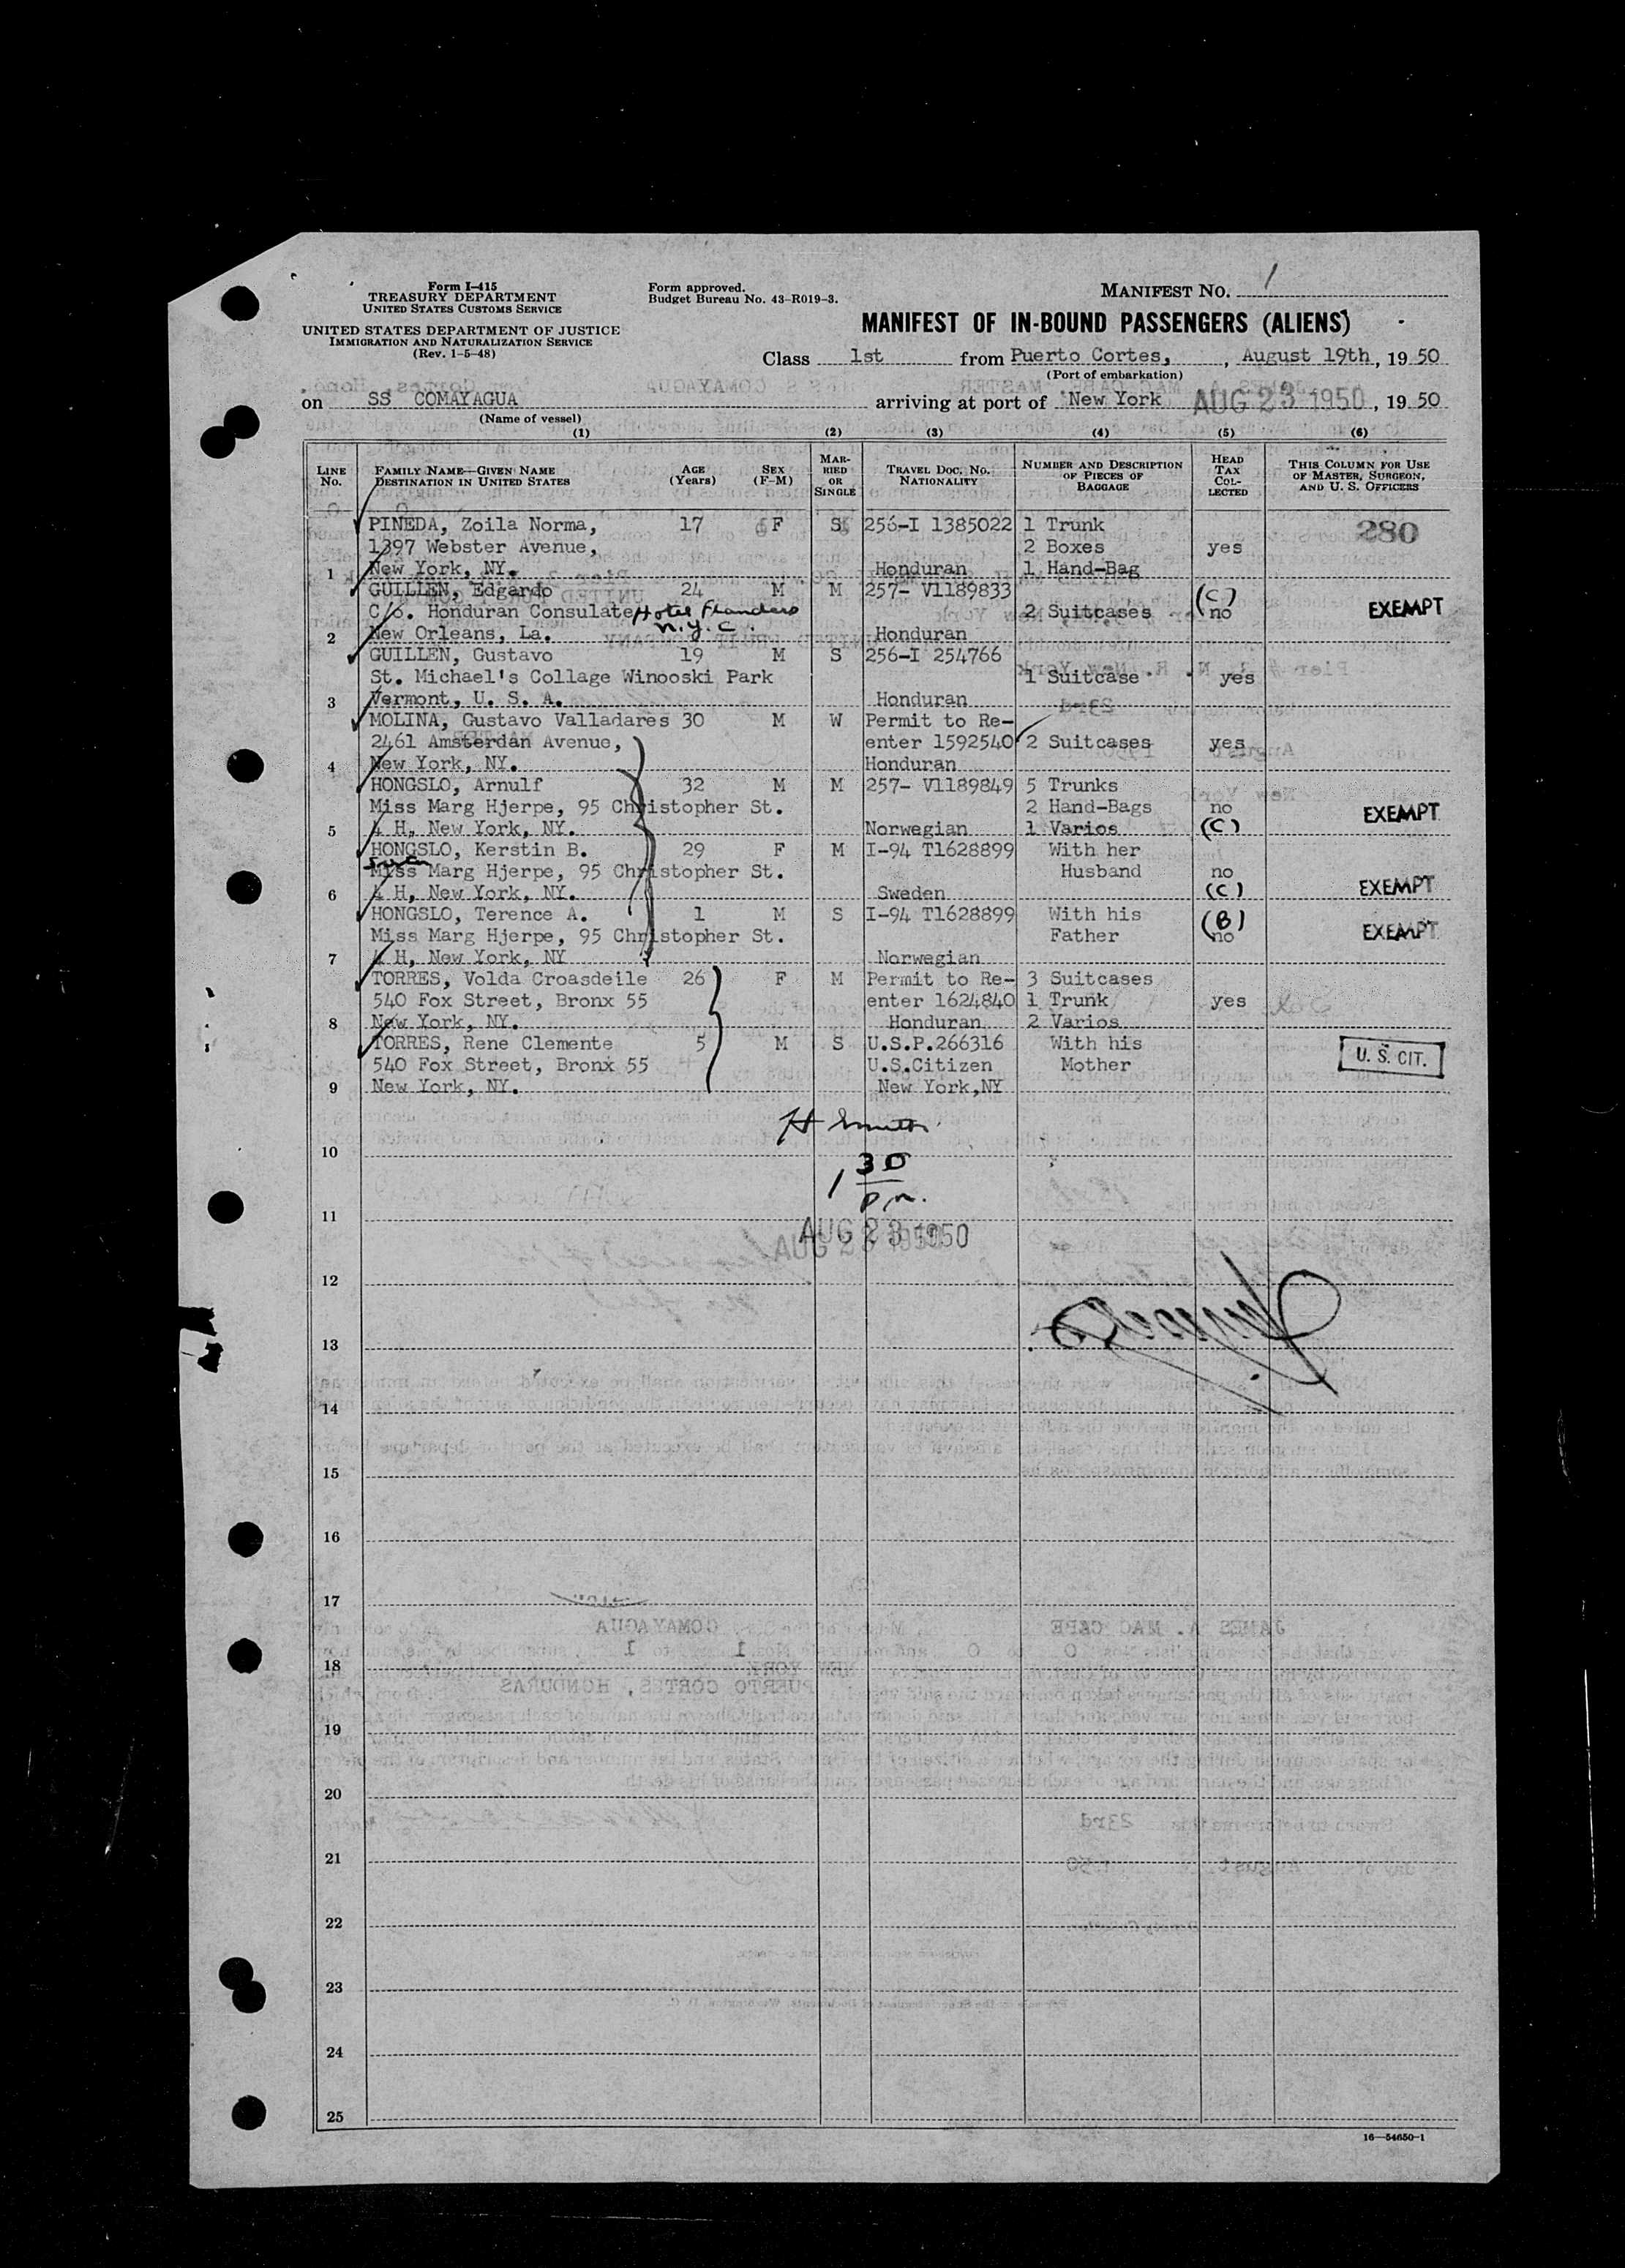 Form I-415
TREASURY DEPARTMENT
UNITED STATES CUSTOMS SERVICE
UNITED STATES DEPARTMENT OF JUSTICE
IMMIGRATION AND NATURALIZATION SERVICE
(Rev. 1-5-48)
Form approved.
Budget Bureau No. 43-R019-3.
MANIFEST NO. 1
MANIFEST OF IN-BOUND PASSENGERS (ALIENS)
Class 1st from Puerto Cortes, , August 19th, 19 50
(Port of embarkation)
on SS COMAYAGUA arriving at port of New York AUG 23 1950, 19 50
(Name of vessel)
(1) (2) (3) (4) (5) (6)
LINE No. FAMILY NAME—GIVEN NAME DESTINATION IN UNITED STATES AGE (Years) SEX (F-M) MARRIED OR SINGLE TRAVEL DOC. NO. NATIONALITY NUMBER AND DESCRIPTION OF PIECES OF BAGGAGE HEAD TAX COLLECTED THIS COLUMN FOR USE OF MASTER, SURGEON, AND U. S. OFFICERS
PINEDA, Zoila Norma, 17 F S 256-I 1385022 1 Trunk 280
1397 Webster Avenue, 2 Boxes yes
1 New York, NY. Honduran 1 Hand-Bag
GUILLEN, Edgardo 24 M M 257- V1189833 (C)
C/o. Honduran Consulate Hotel Flanders 2 Suitcases no EXEMPT
2 New Orleans, La. N.Y.C. Honduran
GUILLEN, Gustavo 19 M S 256-I 254766
St. Michael's Collage Winooski Park 1 Suitcase yes
3 Vermont, U. S. A. Honduran
MOLINA, Gustavo Valladares 30 M W Permit to Re-
2461 Amsterdan Avenue, enter 1592540 2 Suitcases yes
4 New York, NY. Honduran
HONGSLO, Arnulf 32 M M 257- V1189849 5 Trunks
Miss Marg Hjerpe, 95 Christopher St. 2 Hand-Bags no EXEMPT
5 4 H, New York, NY. Norwegian 1 Varios (C)
HONGSLO, Kerstin B. 29 F M I-94 T1628899 With her
Miss Marg Hjerpe, 95 Christopher St. Husband no
6 4 H, New York, NY. Sweden (C) EXEMPT
HONGSLO, Terence A. 1 M S I-94 T1628899 With his (B)
Miss Marg Hjerpe, 95 Christopher St. Father no EXEMPT
7 4 H, New York, NY Norwegian
TORRES, Volda Croasdeile 26 F M Permit to Re- 3 Suitcases
540 Fox Street, Bronx 55 enter 1624840 1 Trunk yes
8 New York, NY. Honduran 2 Varios
TORRES, Rene Clemente 5 M S U.S.P.266316 With his
540 Fox Street, Bronx 55 U.S.Citizen Mother U. S. CIT.
9 New York, NY. New York,NY
H Smith
10
1 30
pm.
11
AUG 23 1950
12
13
14
15
16
17
18
19
20
21
22
23
24
25
16—54650-1